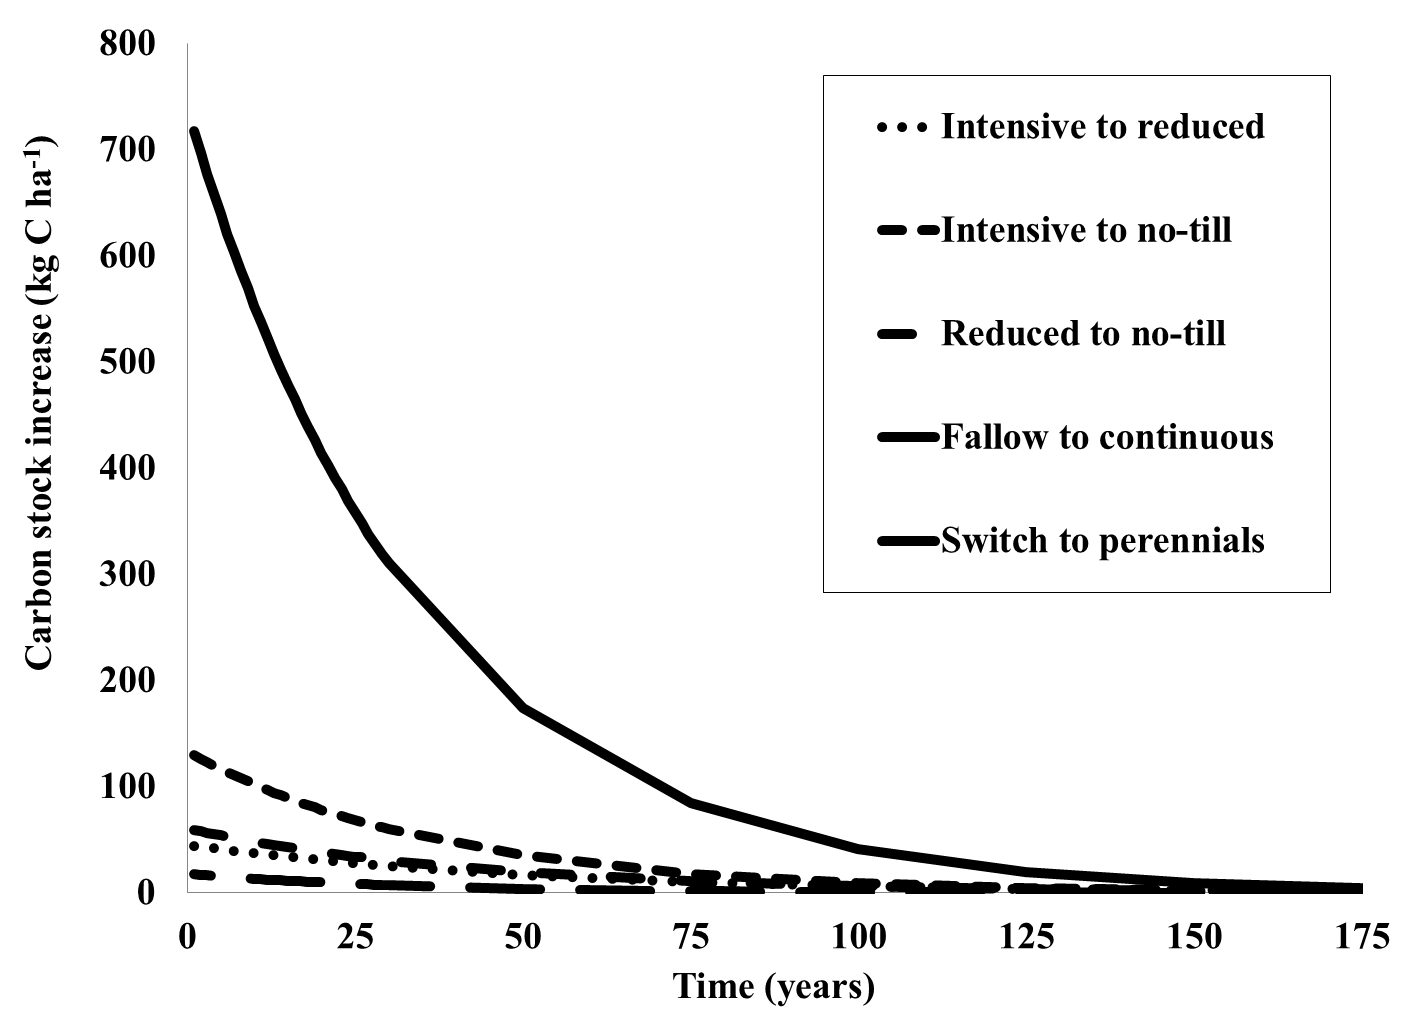 800
700
600
500
400
300
200
100
0
Carbon stock increase (kg C ha-1)
Intensive to reduced
Intensive to no-till
Reduced to no-till
Fallow to continuous
Switch to perennials
0 25 50 75 100 125 150 175
Time (years)